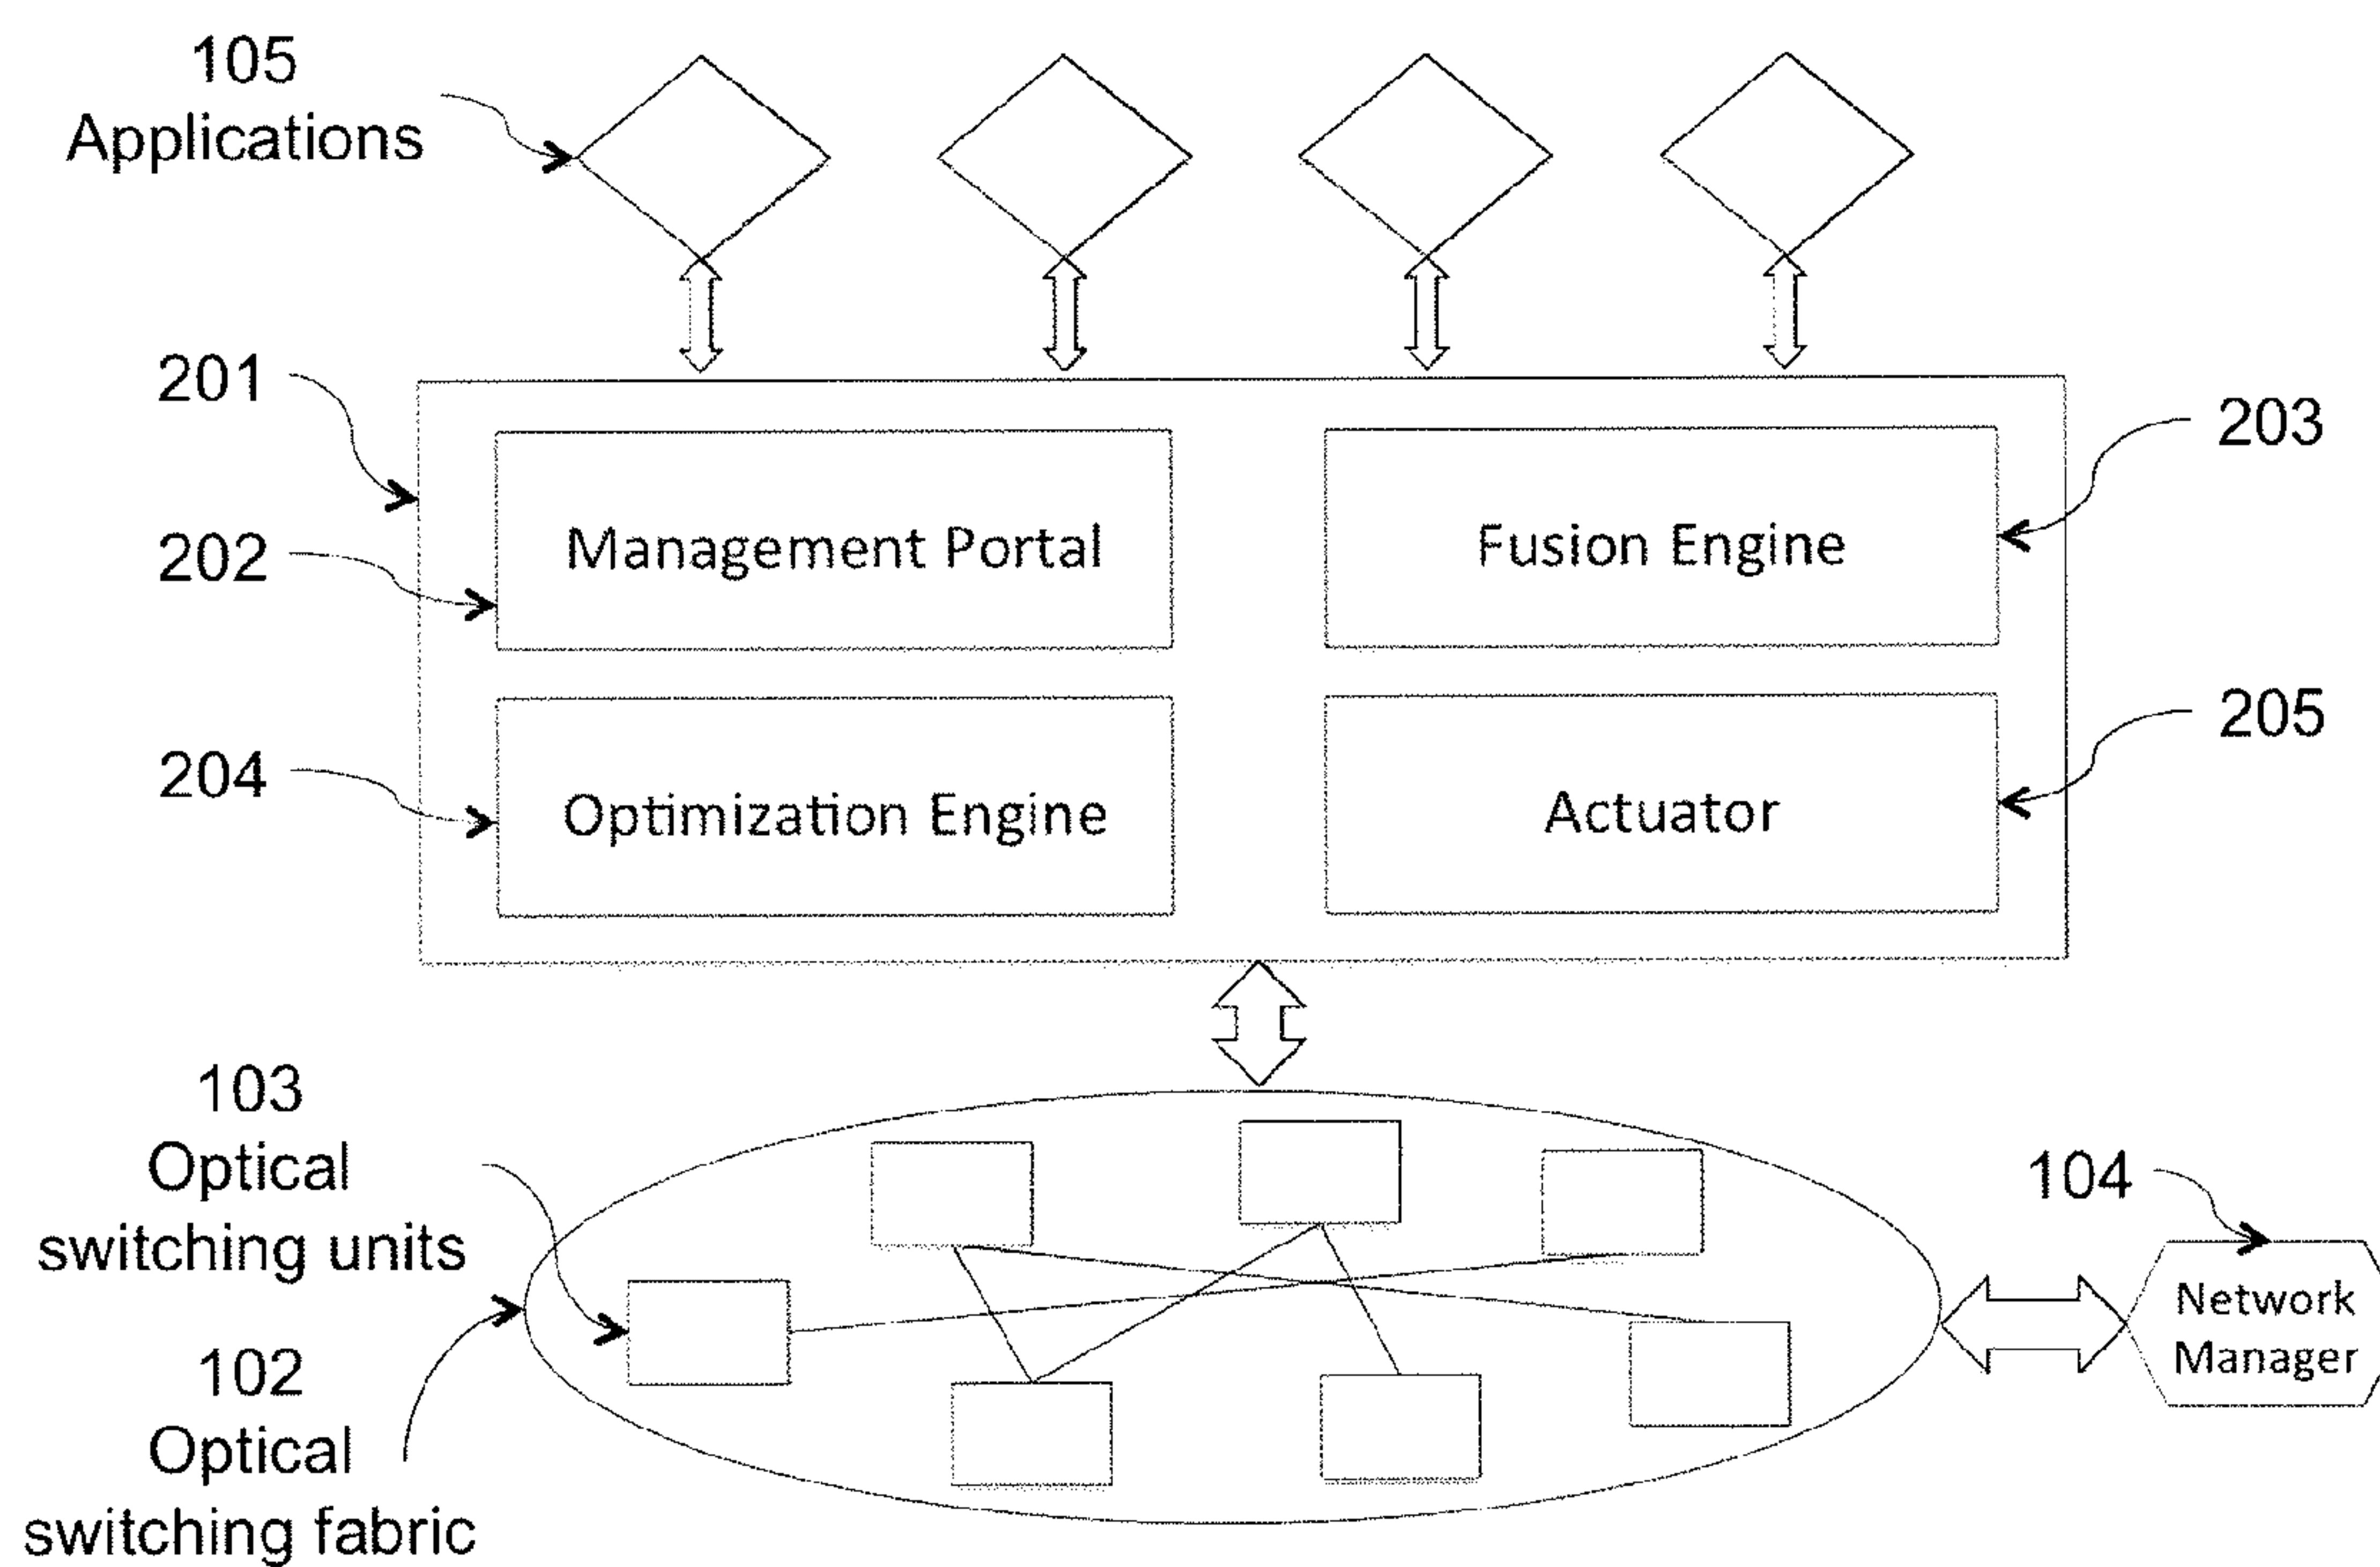 105
Applications
201
203
202
Management Portal
Fusion Engine
204
205
Optimization Engine
Actuator
103
Optical
switching units
104
Network
Manager
102
Optical
switching fabric